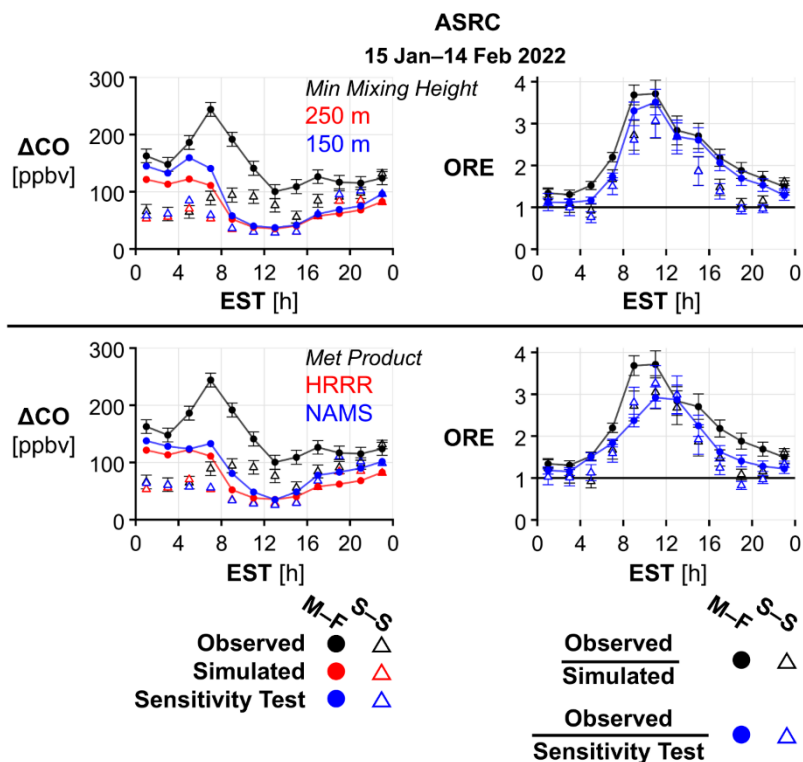 ASRC
15 Jan–14 Feb 2022
300
200
100
0
ΔCO
[ppbv]
Min Mixing Height
250 m
150 m
0 4 8 12 16 20 0
EST [h]
4
3
2
1
0
ORE
0 4 8 12 16 20 0
EST [h]
300
200
100
0
ΔCO
[ppbv]
Met Product
HRRR
NAMS
0 4 8 12 16 20 0
EST [h]
4
3
2
1
0
ORE
0 4 8 12 16 20 0
EST [h]
M–F S–S
Observed
Simulated
Sensitivity Test
M–F S–S
Observed
Simulated
Observed
Sensitivity Test